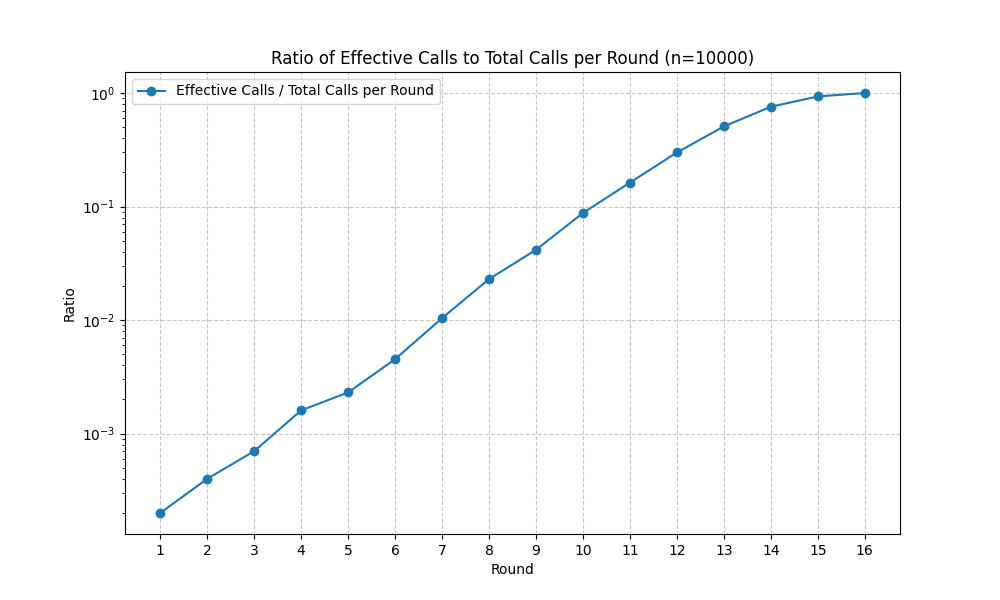 Ratio of Effective Calls to Total Calls per Round (n=10000)
Effective Calls / Total Calls per Round
Ratio
10⁰
10⁻¹
10⁻²
10⁻³
1 2 3 4 5 6 7 8 9 10 11 12 13 14 15 16
Round